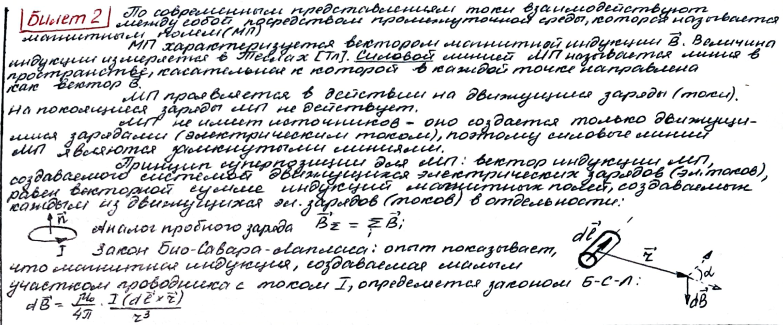 Билет 2 По современным представлениям токи взаимодействуют
между собой посредством промежуточной среды, которая называется
магнитным полем (МП)
МП характеризуется вектором магнитной индукции B⃗. Величина
индукции измеряется в Теслах [Тл]. Силовой линией МП называется линия в
пространстве, касательная к которой в каждой точке направлена
как вектор B⃗.
МП проявляется в действии на движущиеся заряды (токи).
На покоящиеся заряды МП не действует.
МП не имеет источников – оно создается только движущи-
мися зарядами (электрическим током), поэтому силовые линии
МП являются замкнутыми линиями.
Принцип суперпозиции для МП: вектор индукции МП,
создаваемого системой движущихся электрических зарядов (эл. токов),
равен векторной сумме индукций магнитных полей, создаваемых
каждым из движущихся эл. зарядов (токов) в отдельности:
n⃗ I Аналог пробного заряда B⃗Σ = Σi B⃗i
Закон Био-Савара-Лапласа: опыт показывает,
что магнитная индукция, создаваемая малым
участком проводника с током I, определяется законом Б-С-Л:
dB⃗ = μ₀/4π · I(dℓ⃗ × r⃗)/r³
dℓ⃗ r⃗ α dB⃗